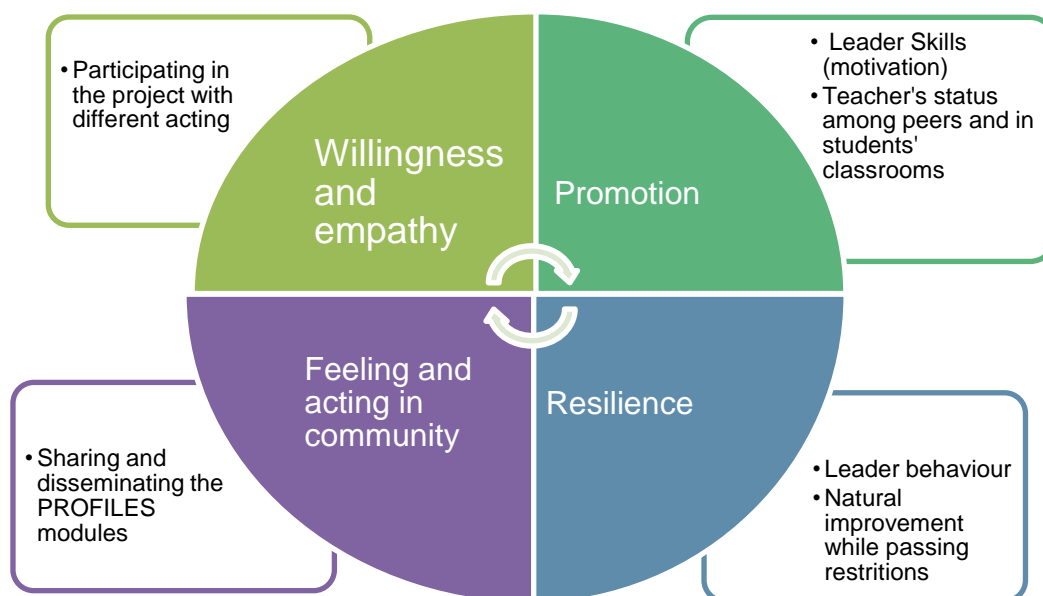 • Participating in
the project with
different acting
Willingness
and
empathy
Promotion
• Leader Skills
(motivation)
• Teacher's status
among peers and in
students'
classrooms
Feeling and
acting in
community
Resilience
• Sharing and
disseminating the
PROFILES
modules
• Leader behaviour
• Natural
improvement
while passing
restritions